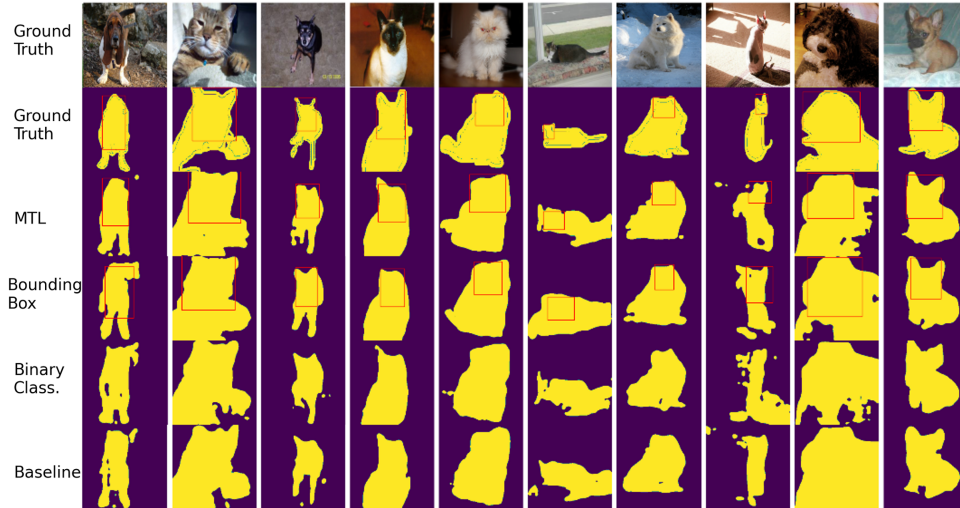 Ground
Truth
Ground
Truth
MTL
Bounding
Box
Binary
Class.
Baseline